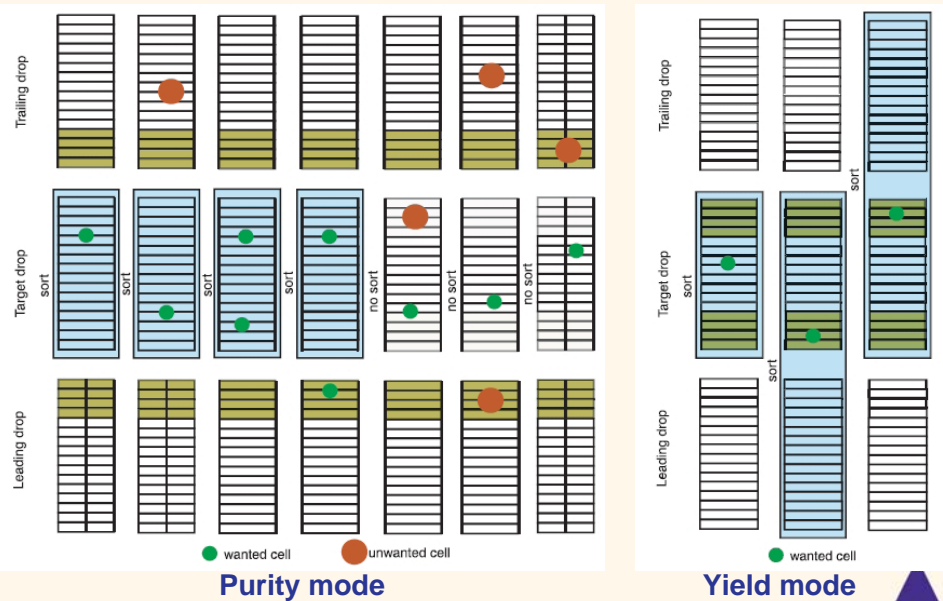 Trailing drop
Target drop
Leading drop
sort
sort
sort
sort
no sort
no sort
no sort
wanted cell
unwanted cell
Purity mode
Trailing drop
Target drop
Leading drop
sort
sort
sort
wanted cell
Yield mode